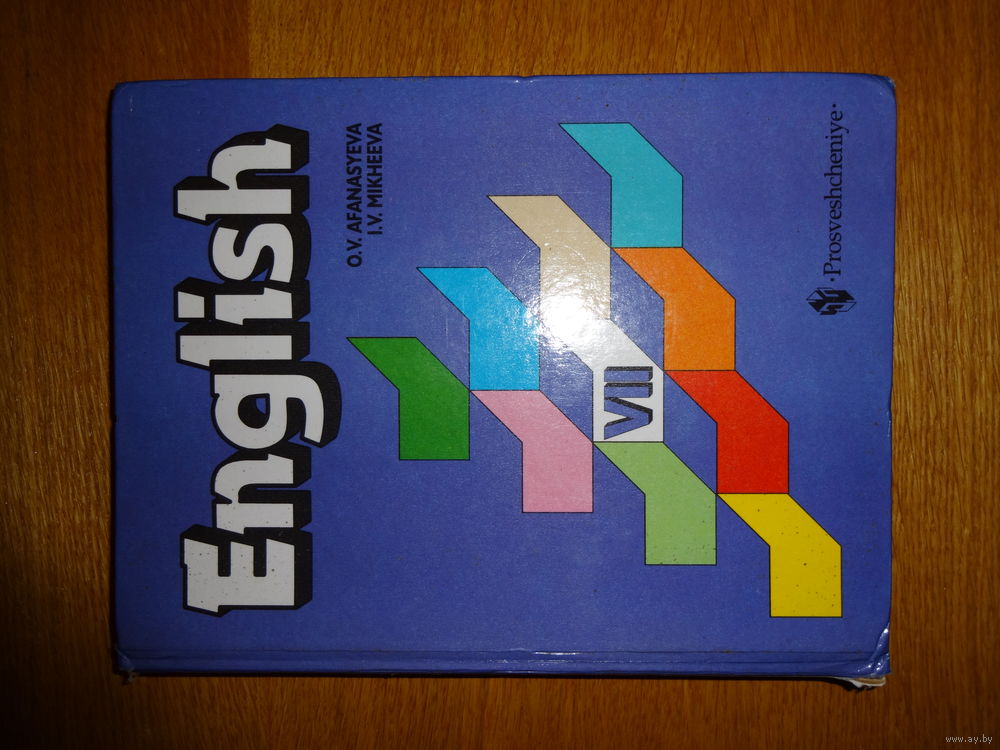 English
O.V. AFANASYEVA
I.V. MIKHEEVA
VII
·Prosveshcheniye·
www.ay.by